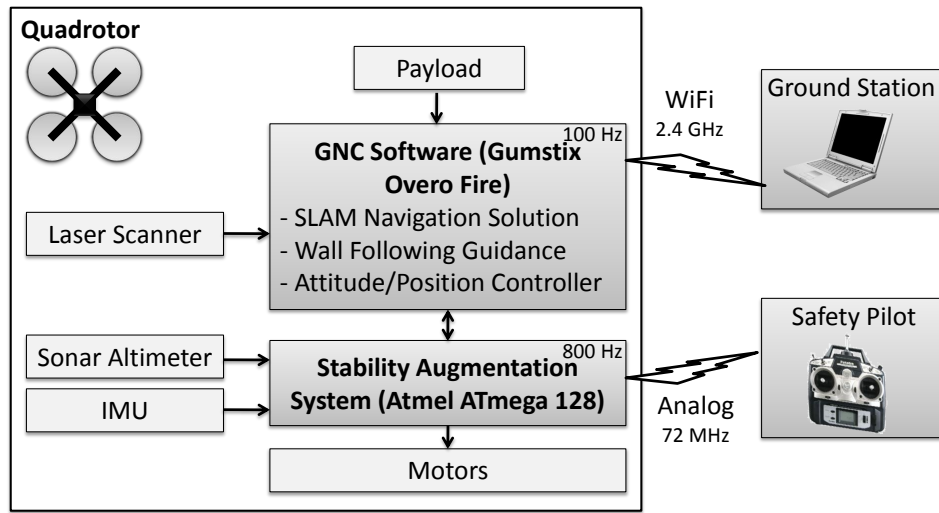 Quadrotor
Payload
100 Hz
GNC Software (Gumstix
Overo Fire)
- SLAM Navigation Solution
- Wall Following Guidance
- Attitude/Position Controller
Laser Scanner
Sonar Altimeter
IMU
800 Hz
Stability Augmentation
System (Atmel ATmega 128)
Motors
WiFi
2.4 GHz
Ground Station
Analog
72 MHz
Safety Pilot